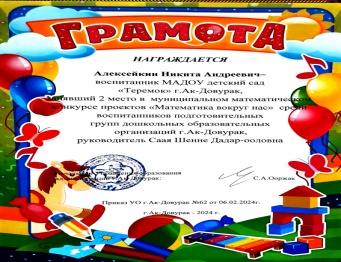 ГРАМОТА
НАГРАЖДАЕТСЯ
Алексейкин Никита Андреевич–
воспитанник МАДОУ детский сад
«Теремок» г.Ак-Довурак,
занявший 2 место в муниципальном математическом
конкурсе проектов «Математика вокруг нас» среди
воспитанников подготовительных
групп дошкольных образовательных
организаций г.Ак-Довурак,
руководитель Саая Шенне Дадар-ооловна
образования
г.Ак-Довурак: С.А.Ооржак
Приказ УО г.Ак-Довурак №62 от 06.02.2024г.
г.Ак-Довурак - 2024 г.